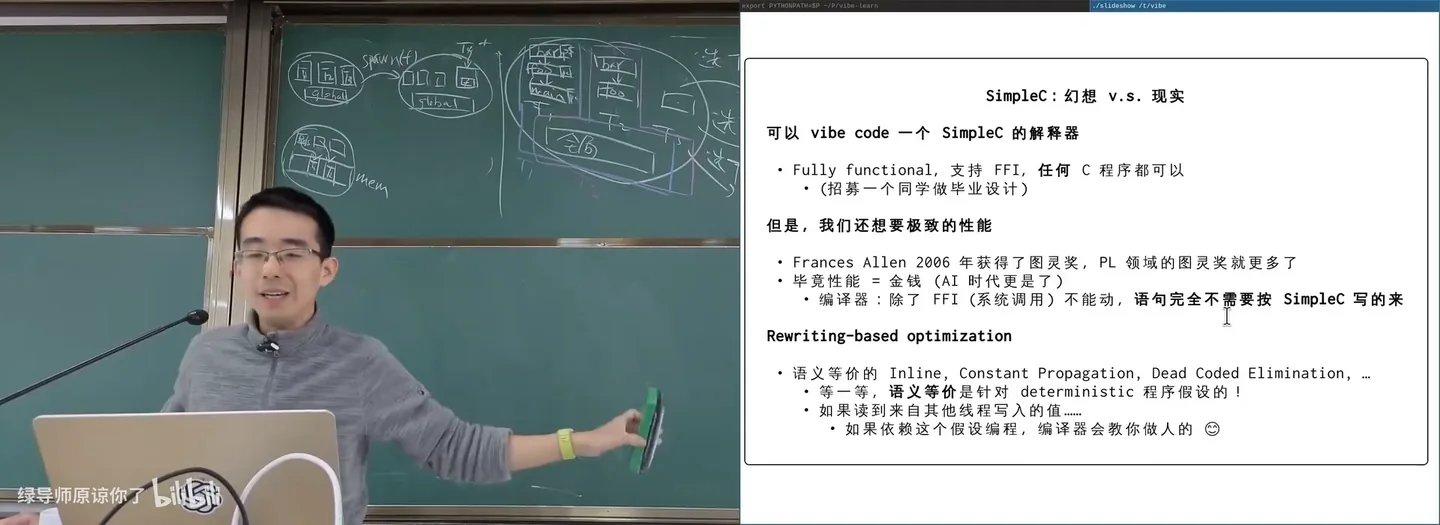 export PYTHONPATH=$P ~/P/vibe-learn
./slideshow /t/vibe
spawn(f)
global
global
mem
bar
foo
main
bar
foo
T2
T3
绿导师原谅你了 bilibili
SimpleC：幻想 v.s. 现实
可以 vibe code 一个 SimpleC 的解释器
• Fully functional, 支持 FFI, 任何 C 程序都可以
• (招募一个同学做毕业设计)
但是，我们还想要极致的性能
• Frances Allen 2006 年获得了图灵奖, PL 领域的图灵奖就更多了
• 毕竟性能 = 金钱 (AI 时代更是了)
• 编译器：除了 FFI (系统调用) 不能动, 语句完全不需要按 SimpleC 写的来
Rewriting-based optimization
• 语义等价的 Inline, Constant Propagation, Dead Coded Elimination, …
• 等一等, 语义等价是针对 deterministic 程序假设的！
• 如果读到来自其他线程写入的值……
• 如果依赖这个假设编程, 编译器会教你做人的 😊